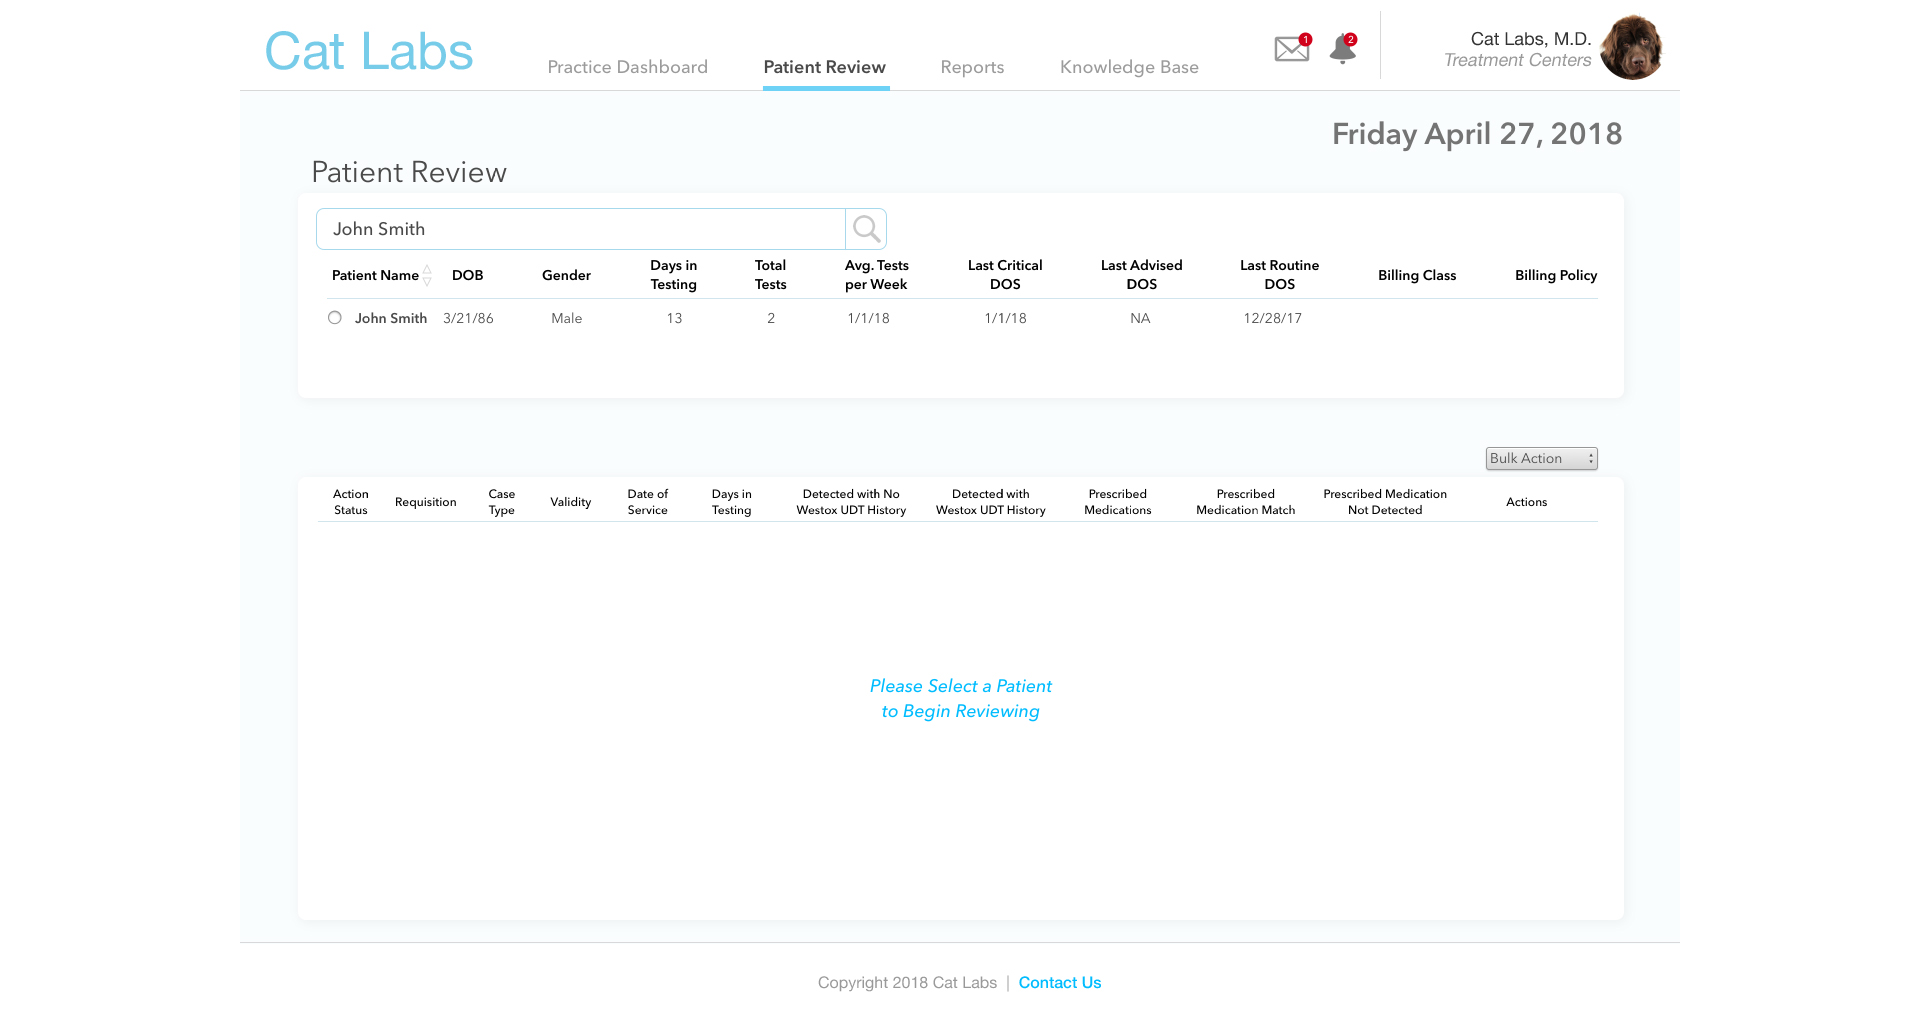 Cat Labs
Practice Dashboard
Patient Review
Reports
Knowledge Base
1
2
Cat Labs, M.D.
Treatment Centers
Friday April 27, 2018
Patient Review
John Smith
Patient Name DOB Gender Days in Testing Total Tests Avg. Tests per Week Last Critical DOS Last Advised DOS Last Routine DOS Billing Class Billing Policy
John Smith 3/21/86 Male 13 2 1/1/18 1/1/18 NA 12/28/17
Bulk Action
Action Status Requisition Case Type Validity Date of Service Days in Testing Detected with No Westox UDT History Detected with Westox UDT History Prescribed Medications Prescribed Medication Match Prescribed Medication Not Detected Actions
Please Select a Patient
to Begin Reviewing
Copyright 2018 Cat Labs | Contact Us